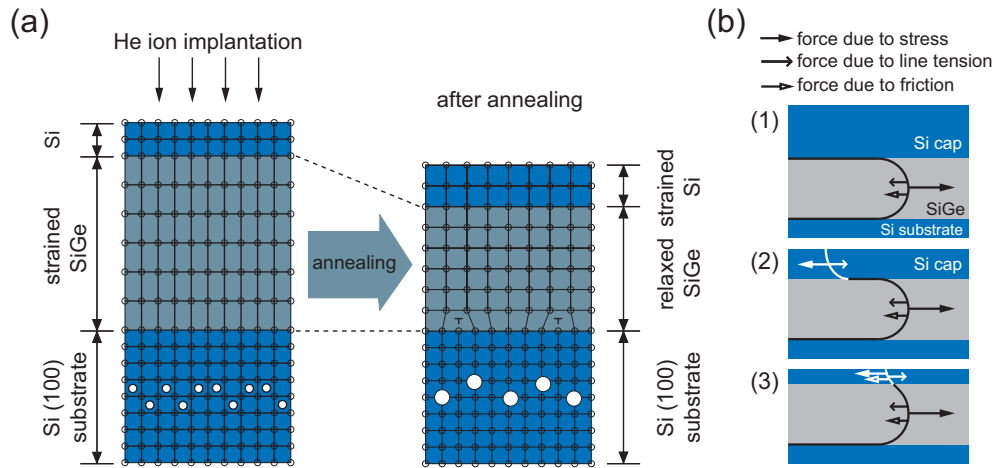 (a)
He ion implantation
after annealing
Si
strained
SiGe
Si (100)
substrate
annealing
strained
Si
relaxed
SiGe
Si (100)
substrate
(b)
force due to stress
force due to line tension
force due to friction
(1)
Si cap
SiGe
Si substrate
(2)
Si cap
(3)